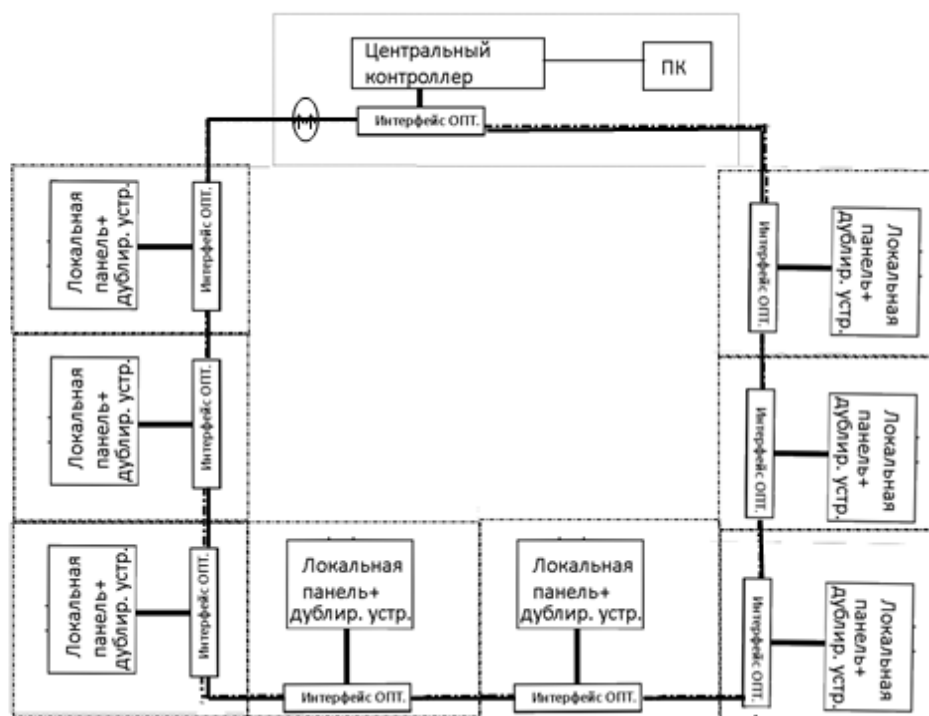 Центральный
контроллер
ПК
Интерфейс ОПТ.
Локальная
панель+
дублир. устр.
Интерфейс ОПТ.
Интерфейс ОПТ.
Локальная
панель+
дублир. устр.
Локальная
панель+
дублир. устр.
Интерфейс ОПТ.
Интерфейс ОПТ.
Локальная
панель+
дублир. устр.
Локальная
панель+
дублир. устр.
Интерфейс ОПТ.
Локальная
панель+
дублир. устр.
Интерфейс ОПТ.
Локальная
панель+
дублир. устр.
Интерфейс ОПТ.
Интерфейс ОПТ.
Локальная
панель+
дублир. устр.